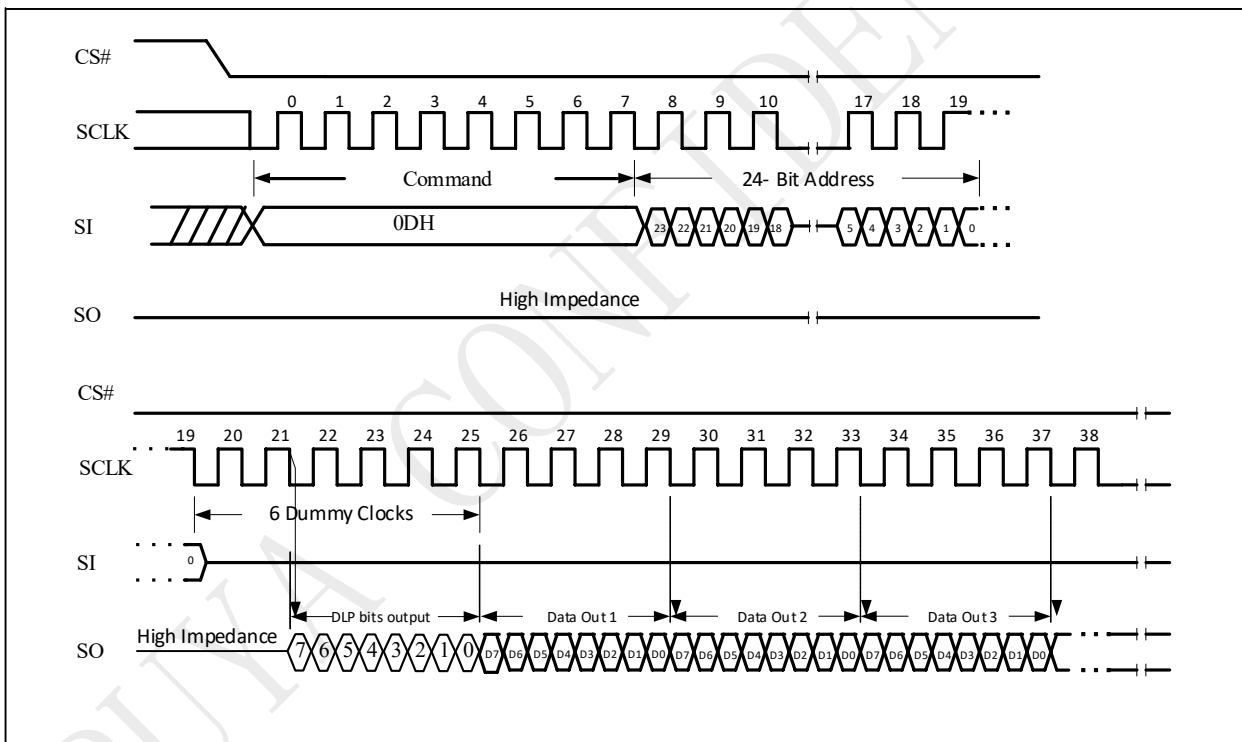 CS#
0 1 2 3 4 5 6 7 8 9 10 17 18 19
SCLK
Command 24- Bit Address
SI 0DH 23 22 21 20 19 18 5 4 3 2 1 0
High Impedance
SO
CS#
19 20 21 22 23 24 25 26 27 28 29 30 31 32 33 34 35 36 37 38
SCLK
6 Dummy Clocks
SI 0
DLP bits output Data Out 1 Data Out 2 Data Out 3
High Impedance
SO 7 6 5 4 3 2 1 0 D7 D6 D5 D4 D3 D2 D1 D0 D7 D6 D5 D4 D3 D2 D1 D0 D7 D6 D5 D4 D3 D2 D1 D0
PUYA CONFIDEN